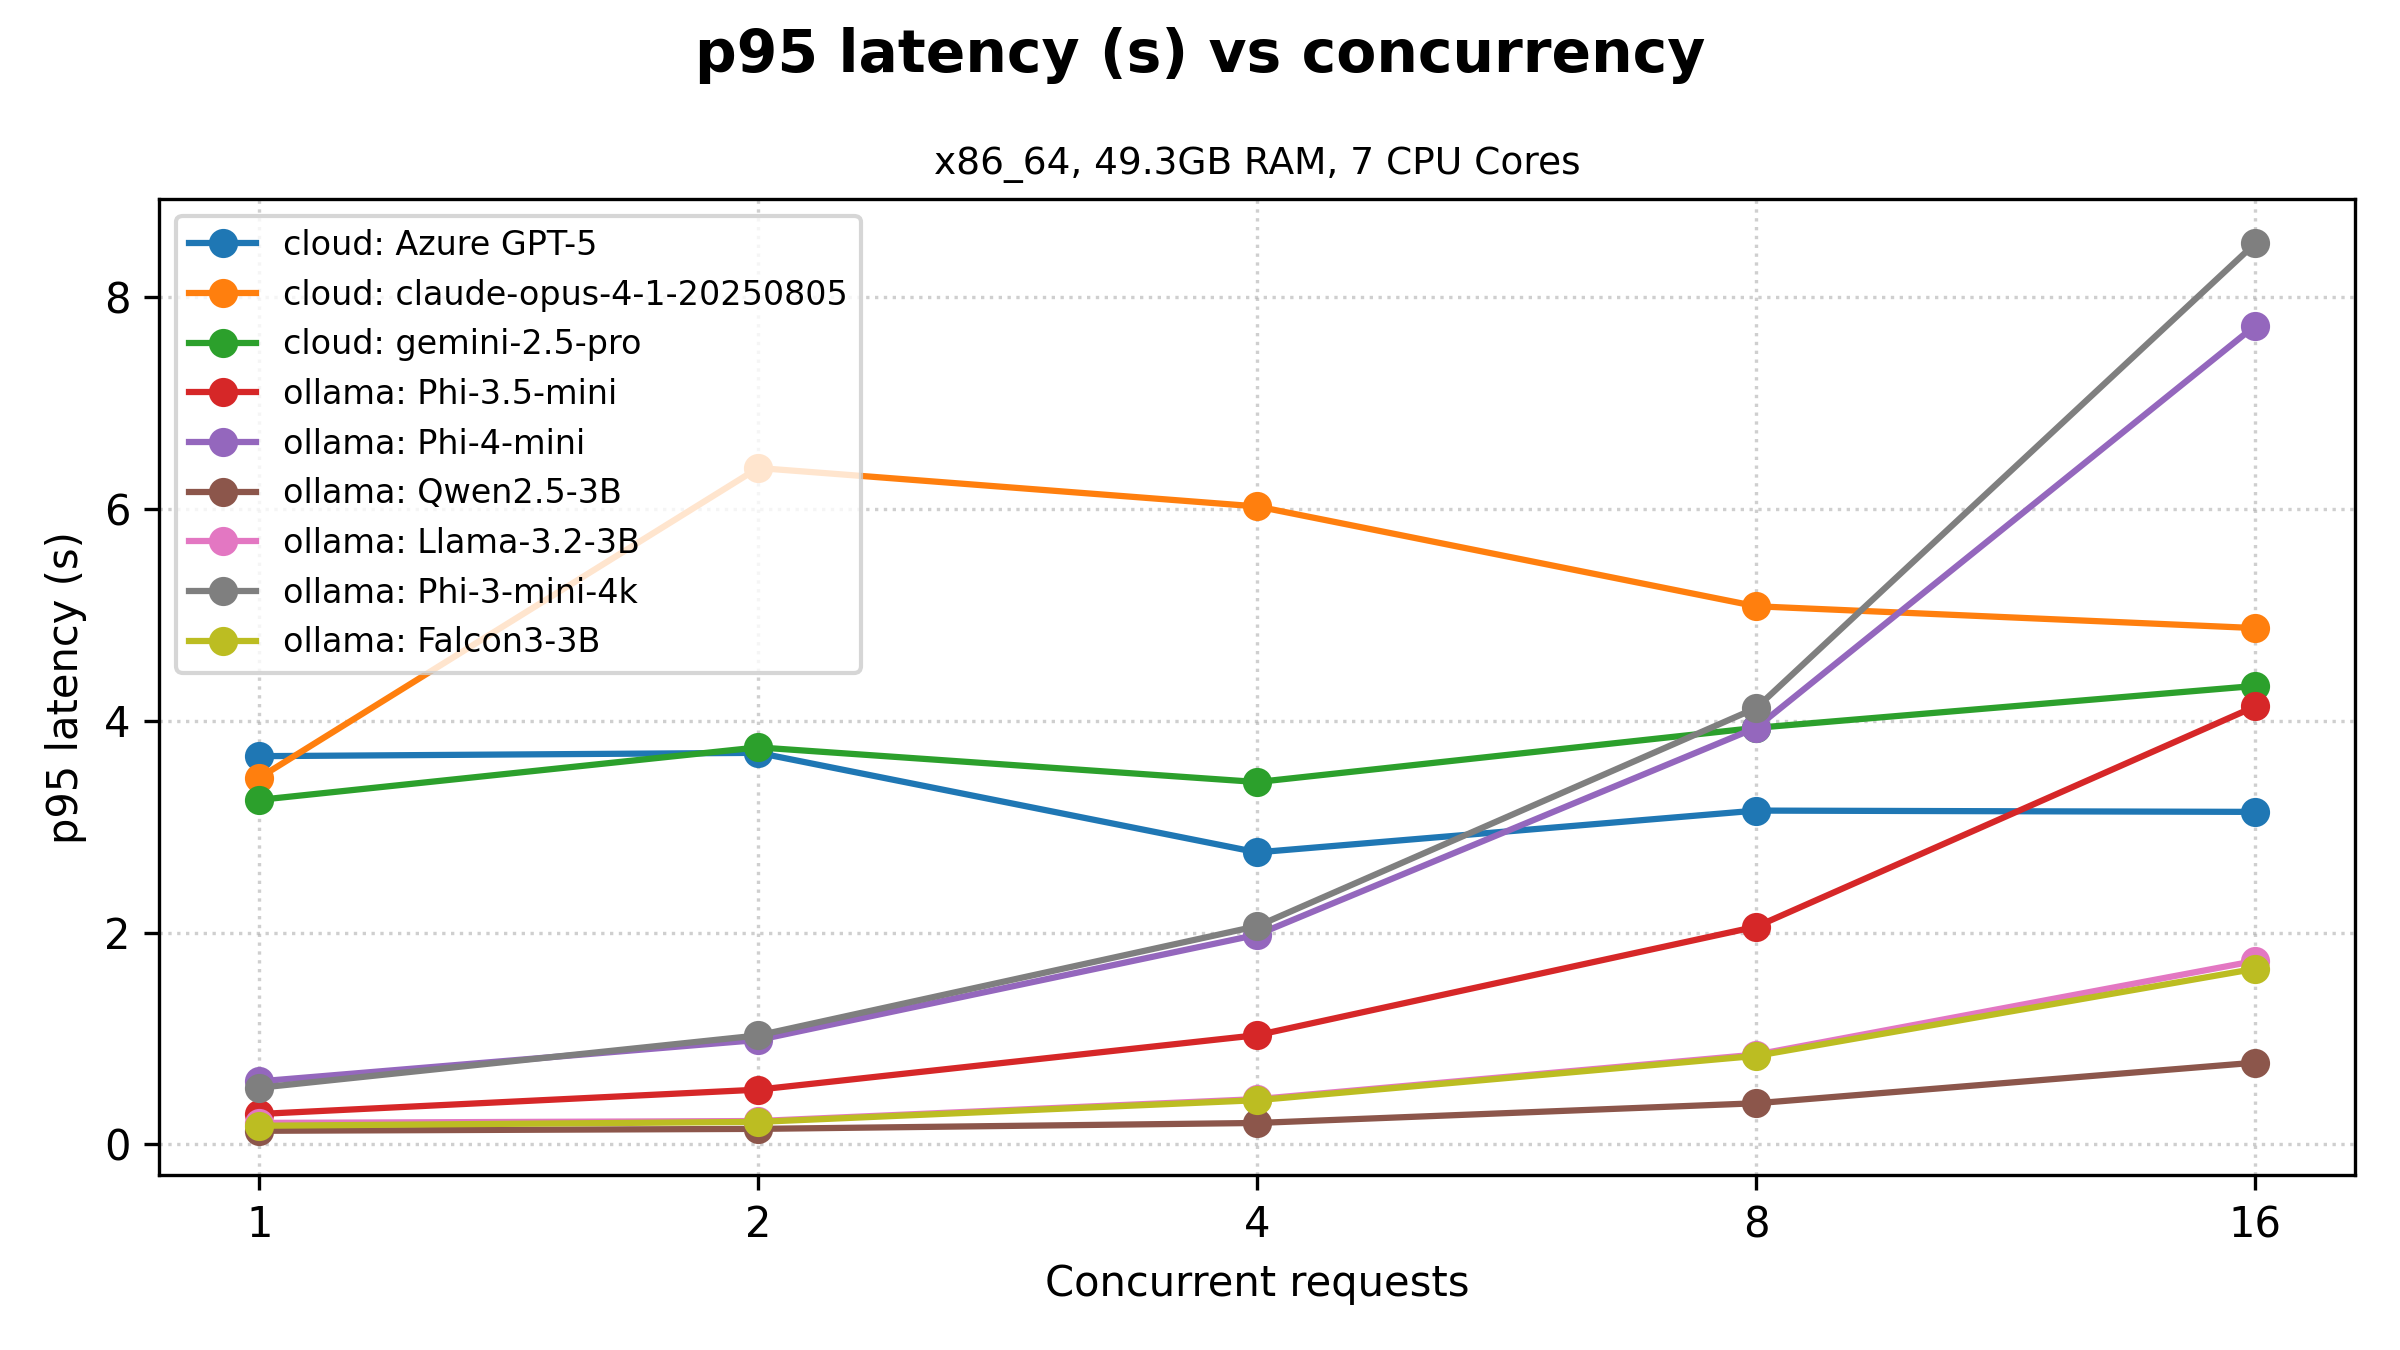 p95 latency (s) vs concurrency
x86_64, 49.3GB RAM, 7 CPU Cores
cloud: Azure GPT-5
cloud: claude-opus-4-1-20250805
cloud: gemini-2.5-pro
ollama: Phi-3.5-mini
ollama: Phi-4-mini
ollama: Qwen2.5-3B
ollama: Llama-3.2-3B
ollama: Phi-3-mini-4k
ollama: Falcon3-3B
p95 latency (s)
8
6
4
2
0
1 2 4 8 16
Concurrent requests